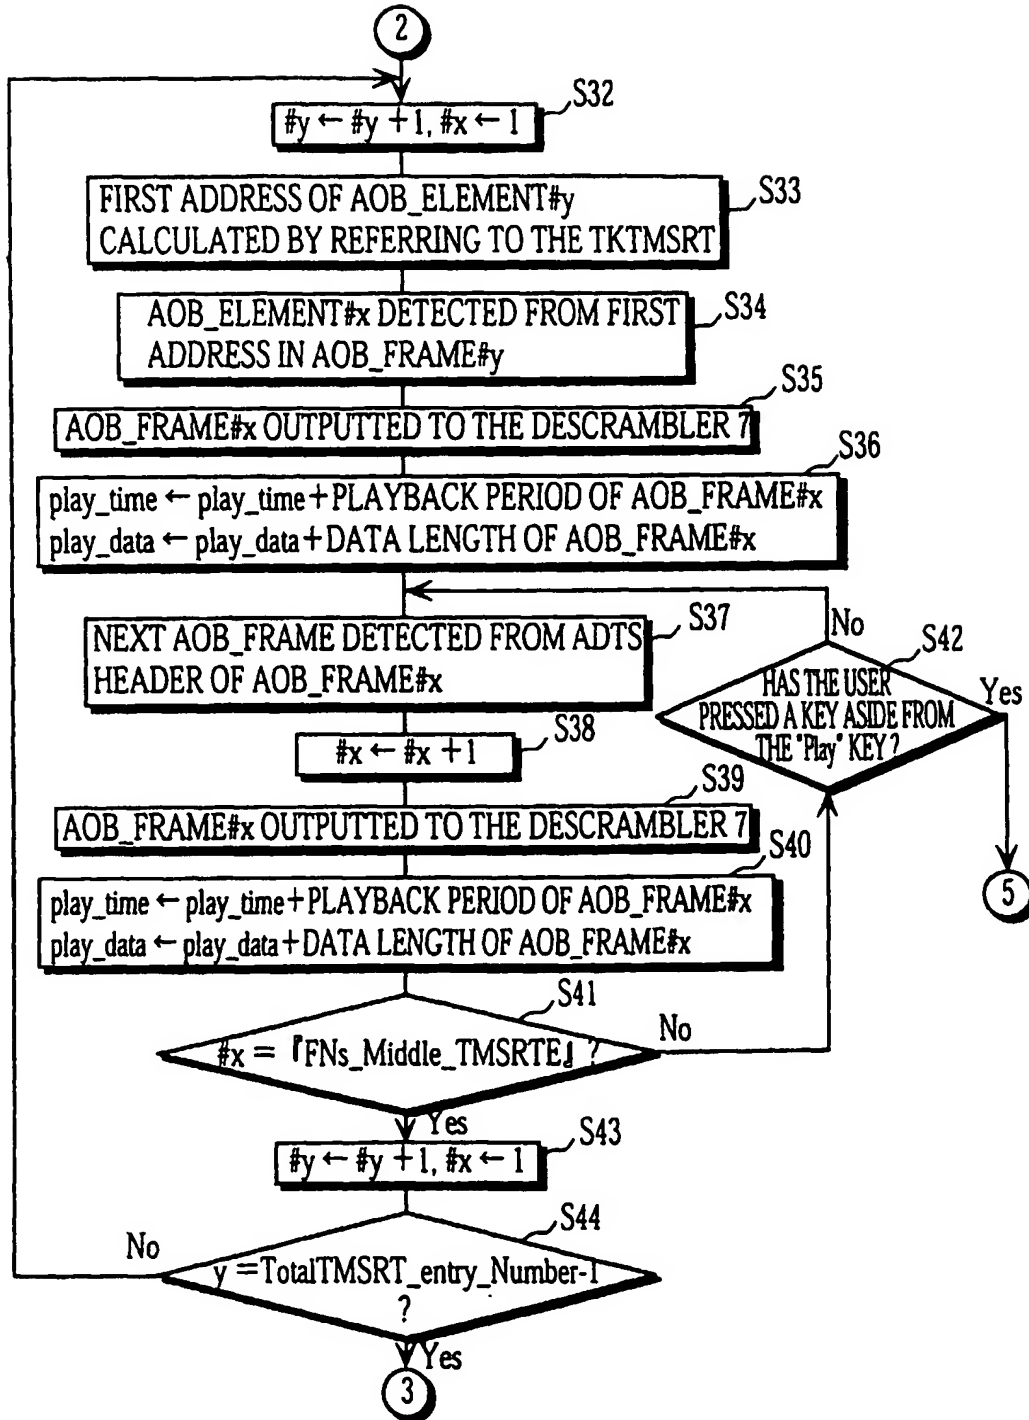 2
S32
#y ← #y + 1, #x ← 1
S33
FIRST ADDRESS OF AOB_ELEMENT#y
CALCULATED BY REFERRING TO THE TKTMSRT
S34
AOB_ELEMENT#x DETECTED FROM FIRST
ADDRESS IN AOB_FRAME#y
S35
AOB_FRAME#x OUTPUTTED TO THE DESCRAMBLER 7
S36
play_time ← play_time+PLAYBACK PERIOD OF AOB_FRAME#x
play_data ← play_data+DATA LENGTH OF AOB_FRAME#x
S37
NEXT AOB_FRAME DETECTED FROM ADTS
HEADER OF AOB_FRAME#x
No
S42
HAS THE USER
PRESSED A KEY ASIDE FROM
THE "Play" KEY ?
Yes
5
S38
#x ← #x + 1
S39
AOB_FRAME#x OUTPUTTED TO THE DESCRAMBLER 7
S40
play_time ← play_time+PLAYBACK PERIOD OF AOB_FRAME#x
play_data ← play_data+DATA LENGTH OF AOB_FRAME#x
S41
#x = 『FNs_Middle_TMSRTE』 ?
No
Yes
S43
#y ← #y + 1, #x ← 1
S44
No
y =TotalTMSRT_entry_Number-1
?
Yes
3